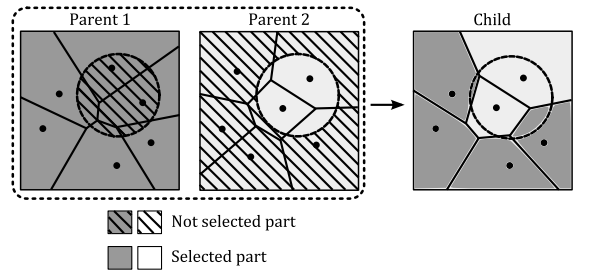 Parent 1
Parent 2
Child
Not selected part
Selected part